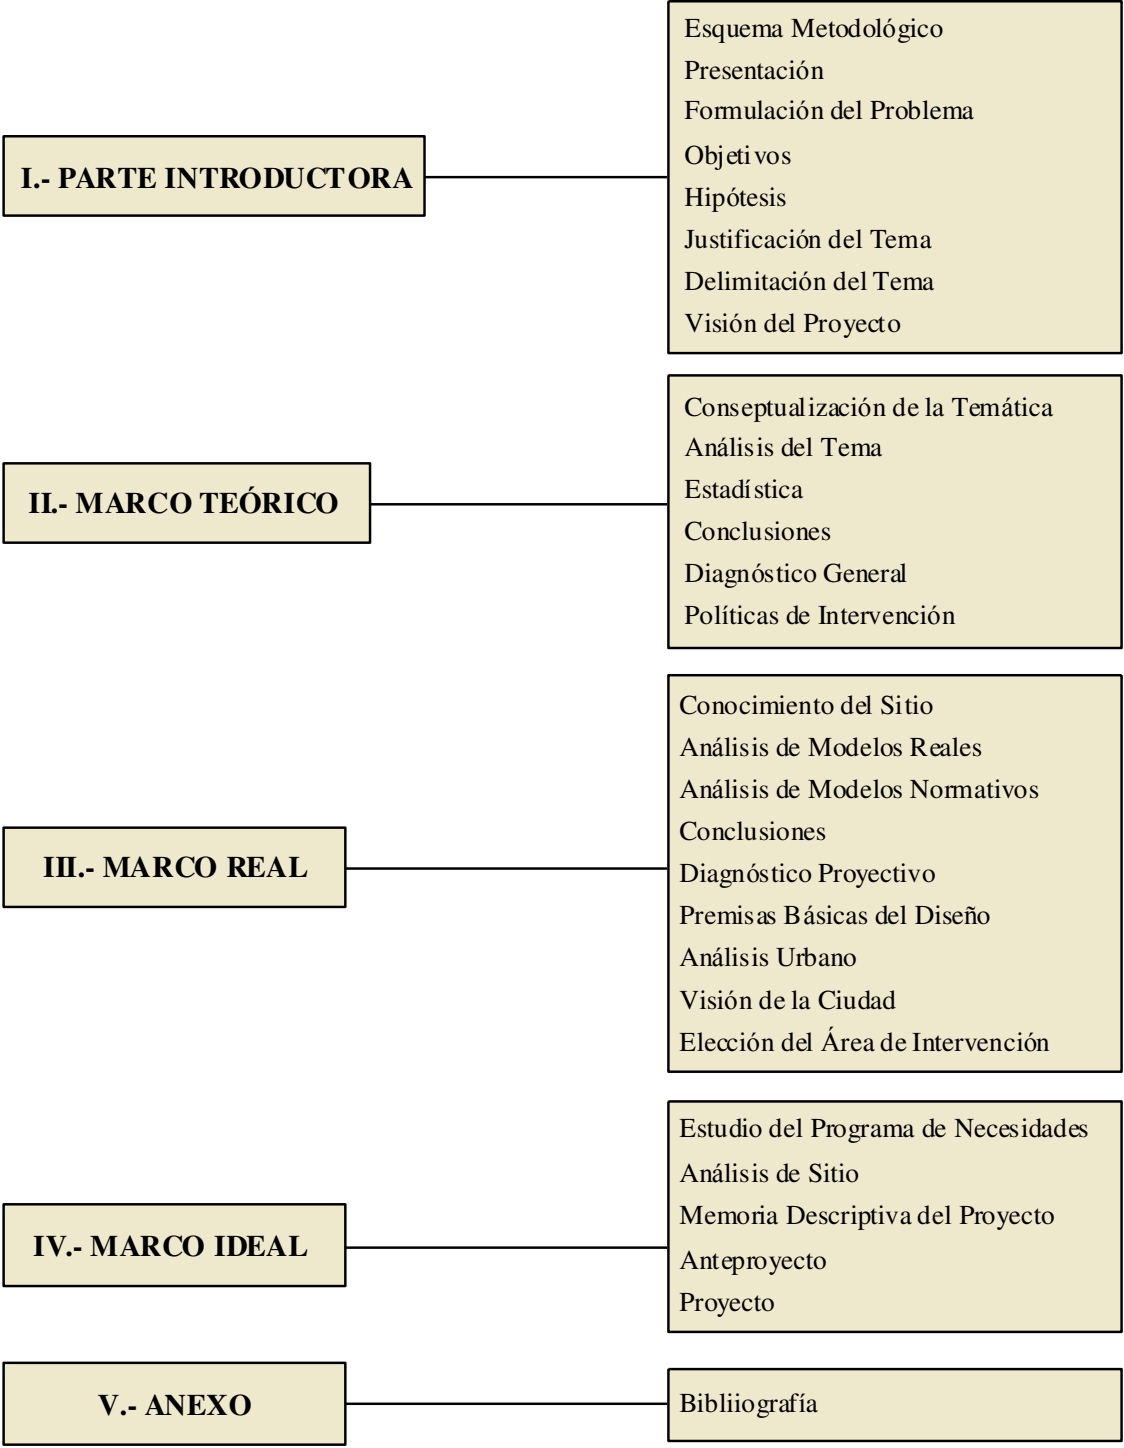 I.- PARTE INTRODUCTORA
Esquema Metodológico
Presentación
Formulación del Problema
Objetivos
Hipótesis
Justificación del Tema
Delimitación del Tema
Visión del Proyecto
II.- MARCO TEÓRICO
Conseptualización de la Temática
Análisis del Tema
Estadística
Conclusiones
Diagnóstico General
Políticas de Intervención
III.- MARCO REAL
Conocimiento del Sitio
Análisis de Modelos Reales
Análisis de Modelos Normativos
Conclusiones
Diagnóstico Proyectivo
Premisas Básicas del Diseño
Análisis Urbano
Visión de la Ciudad
Elección del Área de Intervención
IV.- MARCO IDEAL
Estudio del Programa de Necesidades
Análisis de Sitio
Memoria Descriptiva del Proyecto
Anteproyecto
Proyecto
V.- ANEXO
Bibliiografía